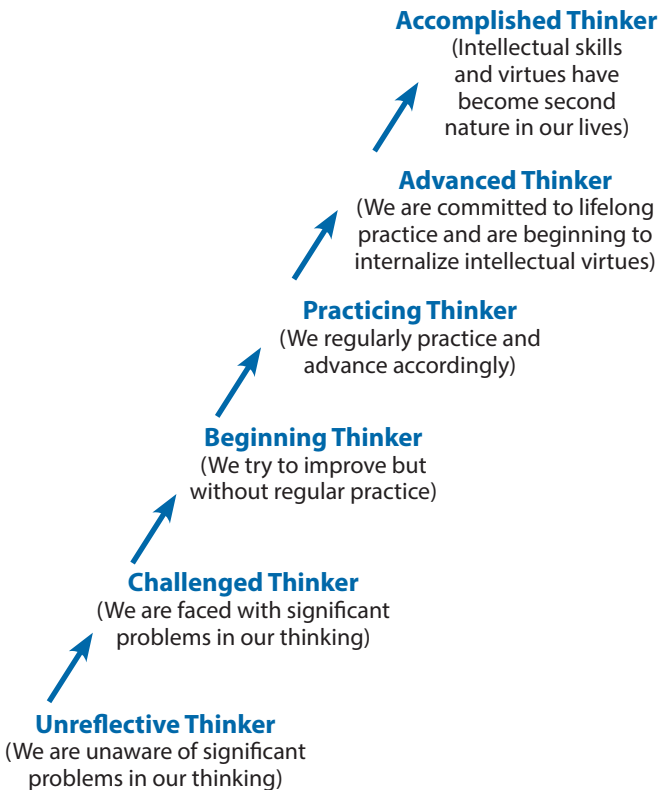 Accomplished Thinker
(Intellectual skills
and virtues have
become second
nature in our lives)
Advanced Thinker
(We are committed to lifelong
practice and are beginning to
internalize intellectual virtues)
Practicing Thinker
(We regularly practice and
advance accordingly)
Beginning Thinker
(We try to improve but
without regular practice)
Challenged Thinker
(We are faced with significant
problems in our thinking)
Unreflective Thinker
(We are unaware of significant
problems in our thinking)